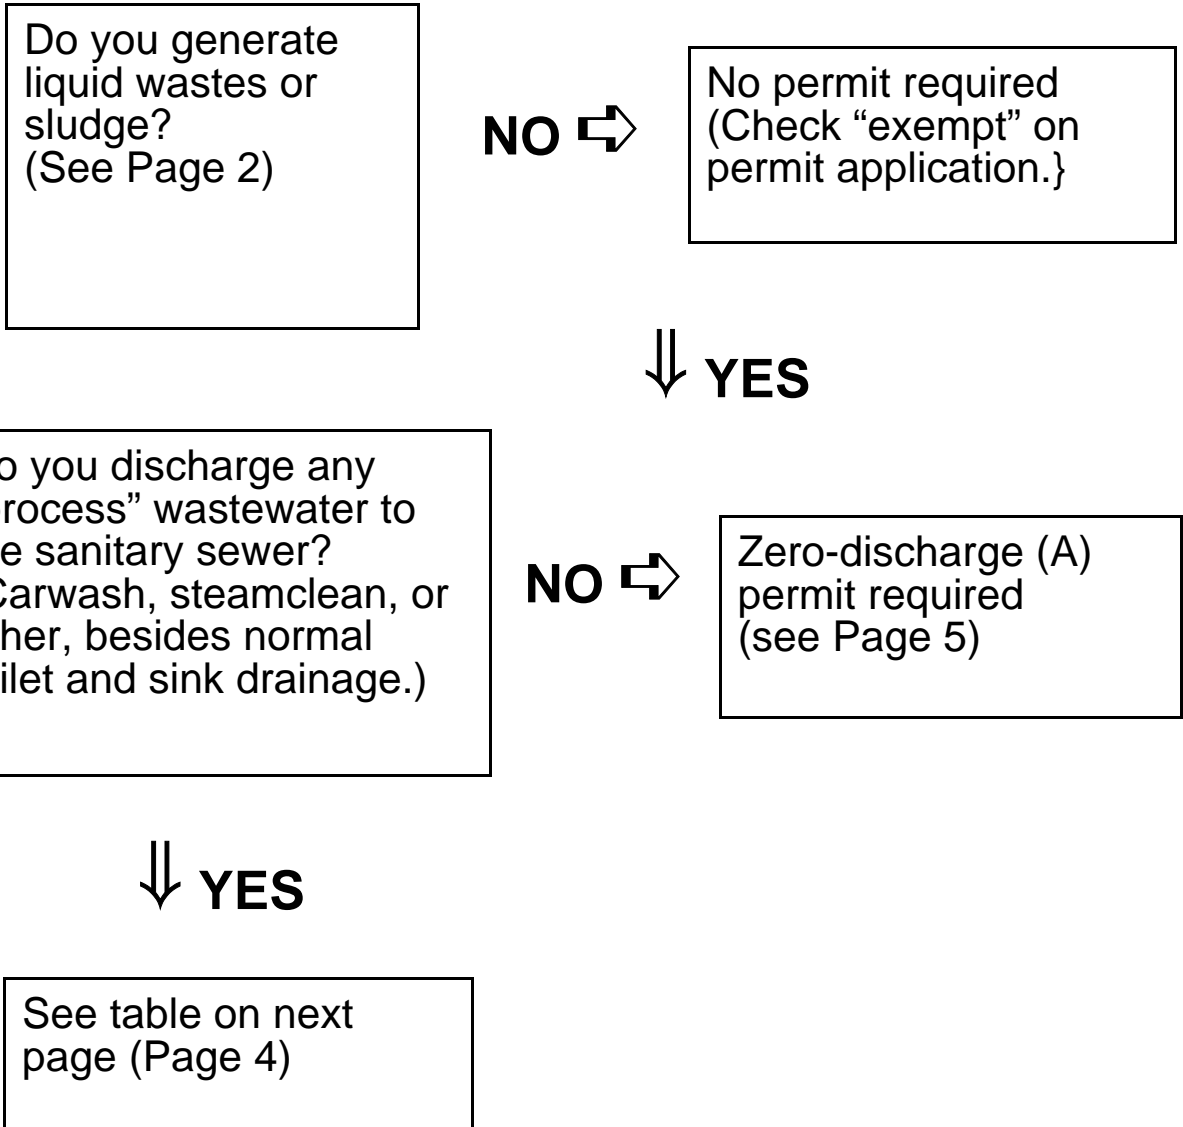 Do you generate
liquid wastes or
sludge?
(See Page 2)
NO
No permit required
(Check “exempt” on
permit application.}
YES
o you discharge any
process” wastewater to
e sanitary sewer?
Carwash, steamclean, or
her, besides normal
ilet and sink drainage.)
NO
Zero-discharge (A)
permit required
(see Page 5)
YES
See table on next
page (Page 4)